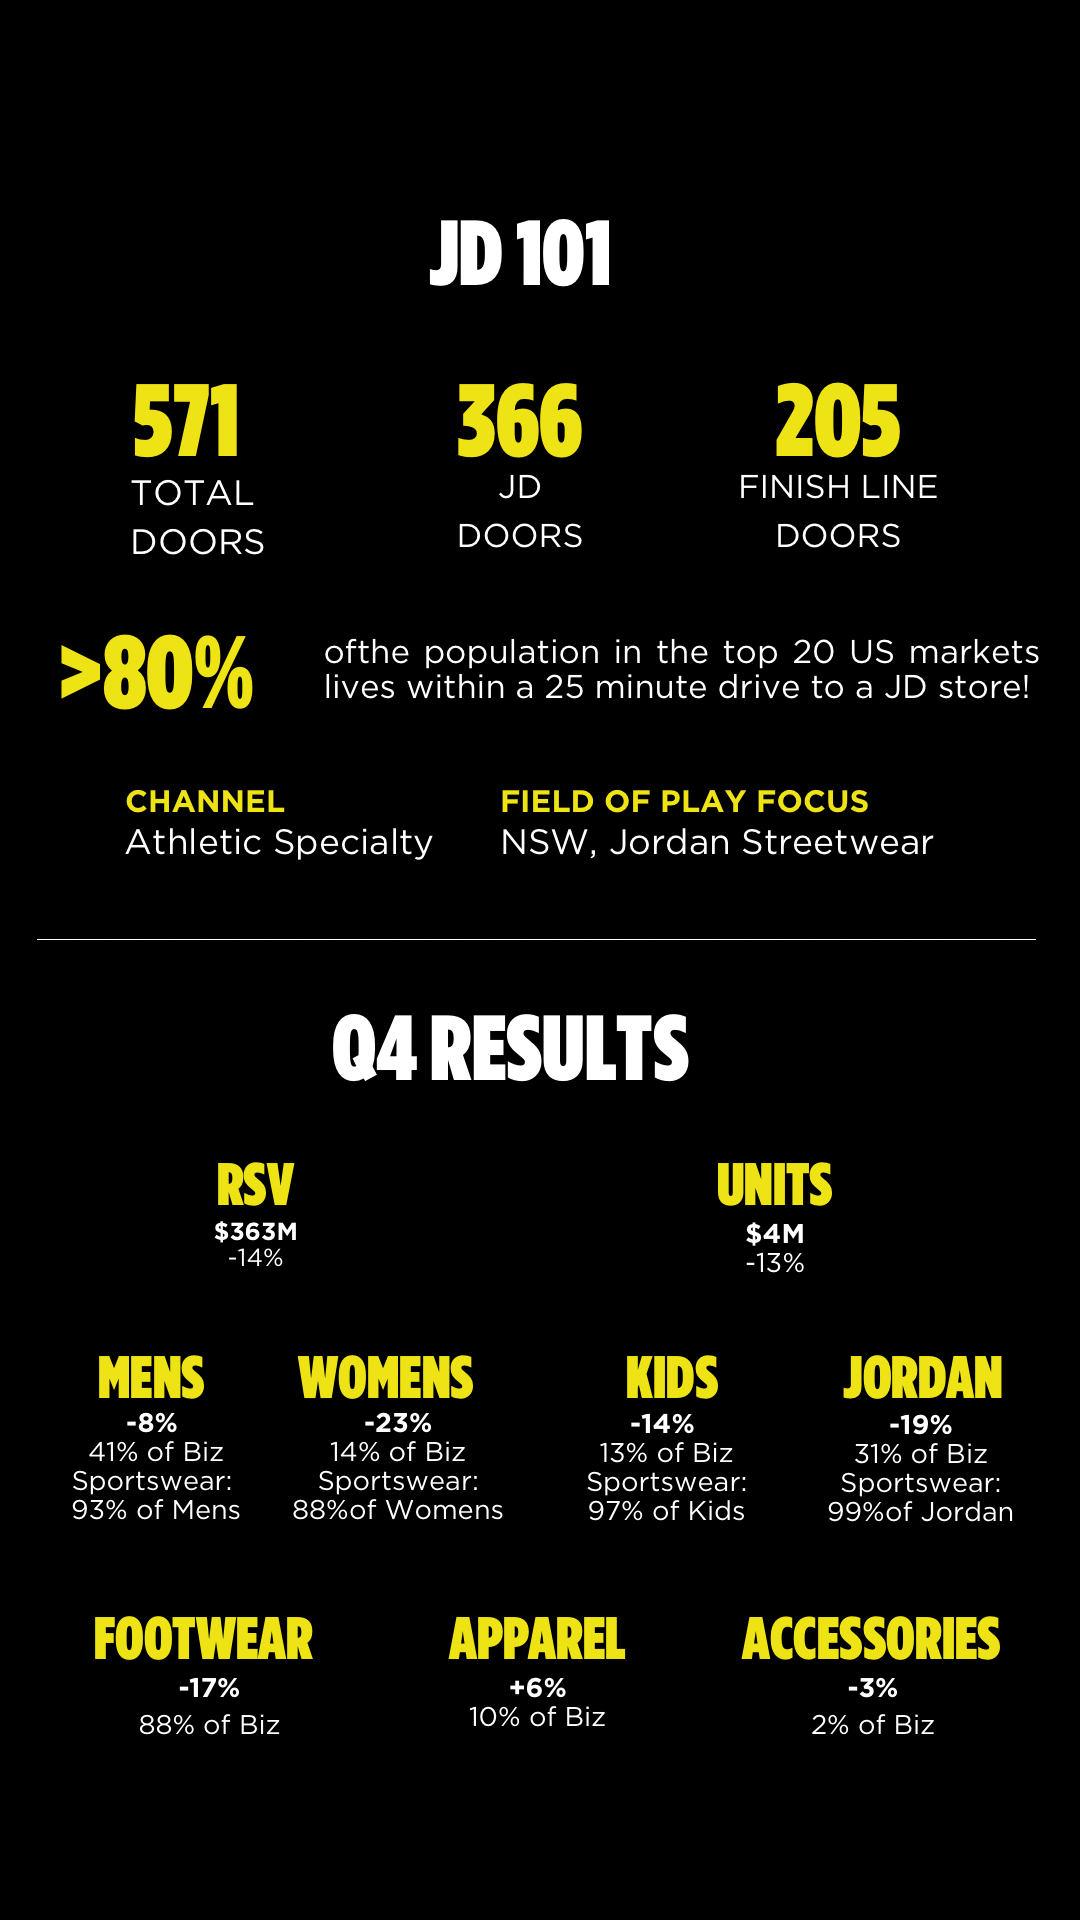 JD 101
571
TOTAL
DOORS
366
JD
DOORS
205
FINISH LINE
DOORS
>80%
ofthe population in the top 20 US markets
lives within a 25 minute drive to a JD store!
CHANNEL
Athletic Specialty
FIELD OF PLAY FOCUS
NSW, Jordan Streetwear
Q4 RESULTS
RSV
$363M
-14%
UNITS
$4M
-13%
MENS
-8%
41% of Biz
Sportswear:
93% of Mens
WOMENS
-23%
14% of Biz
Sportswear:
88%of Womens
KIDS
-14%
13% of Biz
Sportswear:
97% of Kids
JORDAN
-19%
31% of Biz
Sportswear:
99%of Jordan
FOOTWEAR
-17%
88% of Biz
APPAREL
+6%
10% of Biz
ACCESSORIES
-3%
2% of Biz